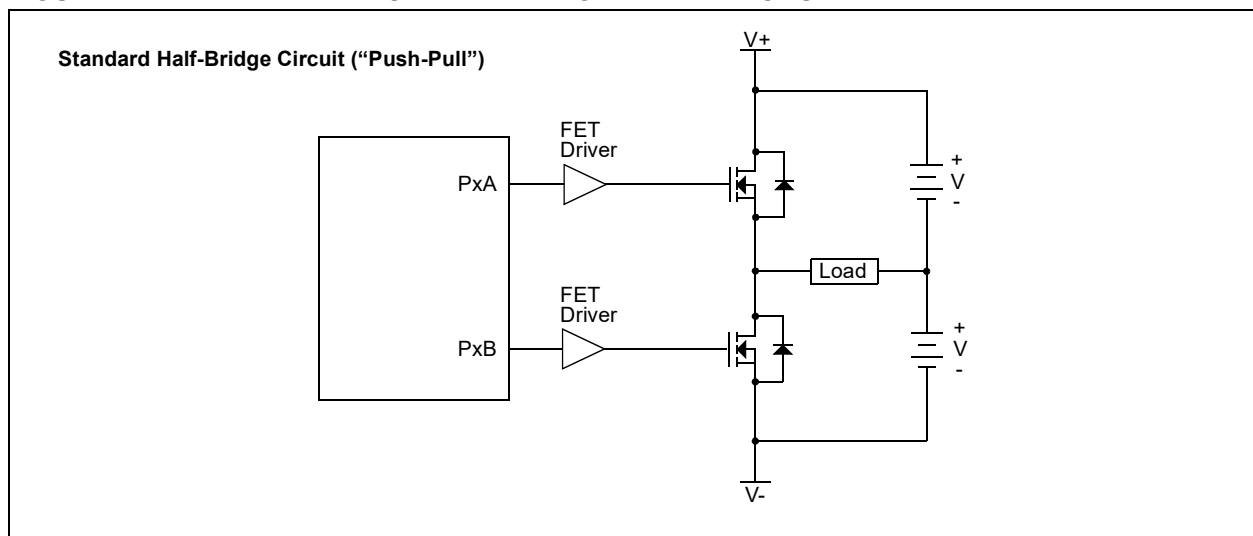 Standard Half-Bridge Circuit (“Push-Pull”)
V+
FET
Driver
PxA
+
V
-
Load
FET
Driver
PxB
+
V
-
V-